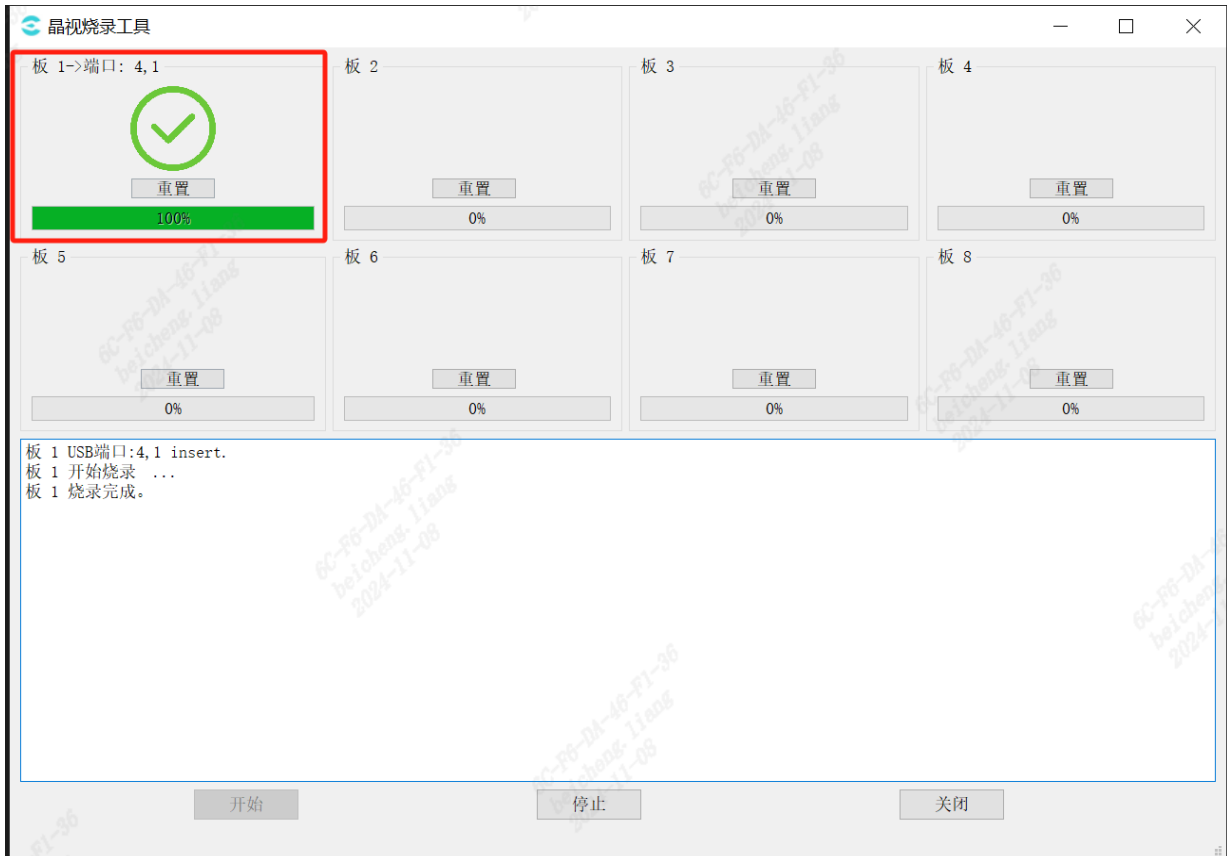 晶视烧录工具
板 1->端口: 4,1
板 2
板 3
板 4
重置
重置
重置
重置
100%
0%
0%
0%
板 5
板 6
板 7
板 8
重置
重置
重置
重置
0%
0%
0%
0%
板 1 USB端口:4,1 insert.
板 1 开始烧录 ...
板 1 烧录完成。
开始
停止
关闭
6C-F6-DA-46-F1-36
beicheng.liang
2024-11-08